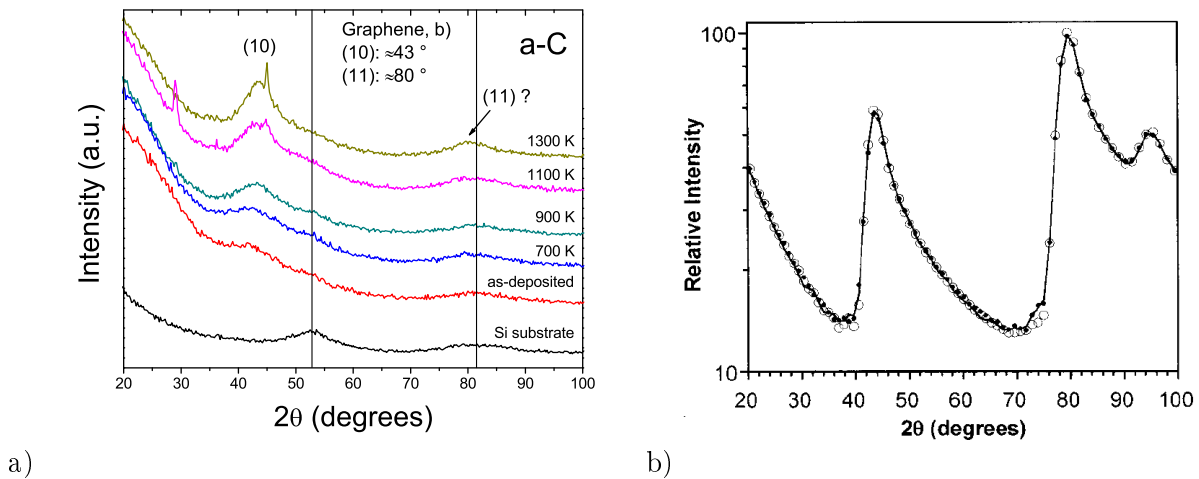 Intensity (a.u.)
(10)
Graphene, b)
(10): ≈43 °
(11): ≈80 °
a-C
(11) ?
1300 K
1100 K
900 K
700 K
as-deposited
Si substrate
20 30 40 50 60 70 80 90 100
2θ (degrees)
a)
Relative Intensity
100
10
20 30 40 50 60 70 80 90 100
2θ (degrees)
b)